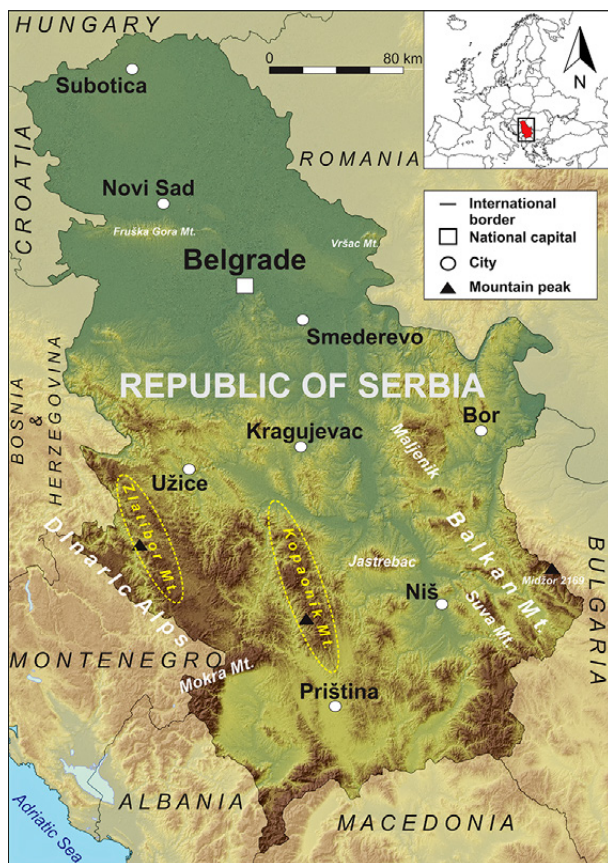 HUNGARY
0 80 km
N
Subotica
CROATIA
ROMANIA
Novi Sad
Fruška Gora Mt.
Vršac Mt.
International
border
National capital
City
Mountain peak
Belgrade
Smederevo
BOSNIA
&
HERZEGOVINA
REPUBLIC OF SERBIA
Kragujevac
Bor
Maljenik
Užice
Zlatibor Mt.
Kopaonik Mt.
Dinaric Alps
Jastrebac
Balkan Mt.
Midžor 2169
Niš
Suva Mt.
BULGARIA
MONTENEGRO
Mokra Mt.
Priština
Adriatic Sea
ALBANIA
MACEDONIA